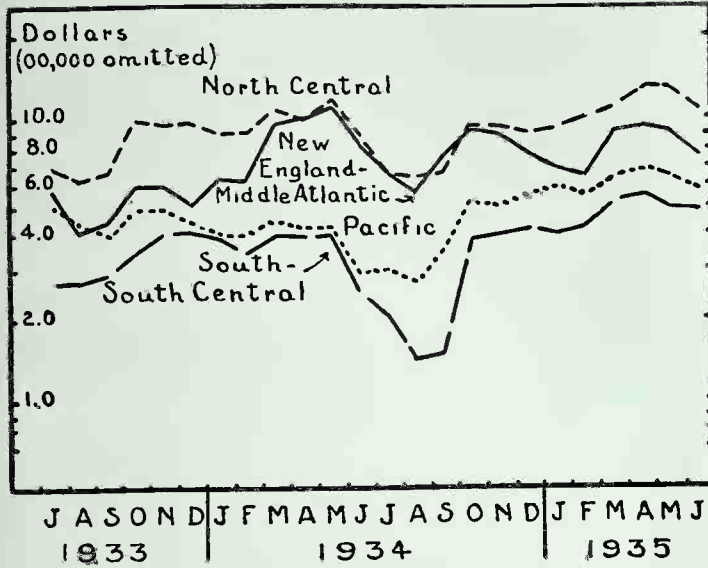 Dollars
(00,000 omitted)
North Central
10.0
8.0
New
England-
6.0
Middle Atlantic
Pacific
4.0
South-
South Central
2.0
1.0
J A S O N D J F M A M J J A S O N D J F M A M J
1933 1934 1935